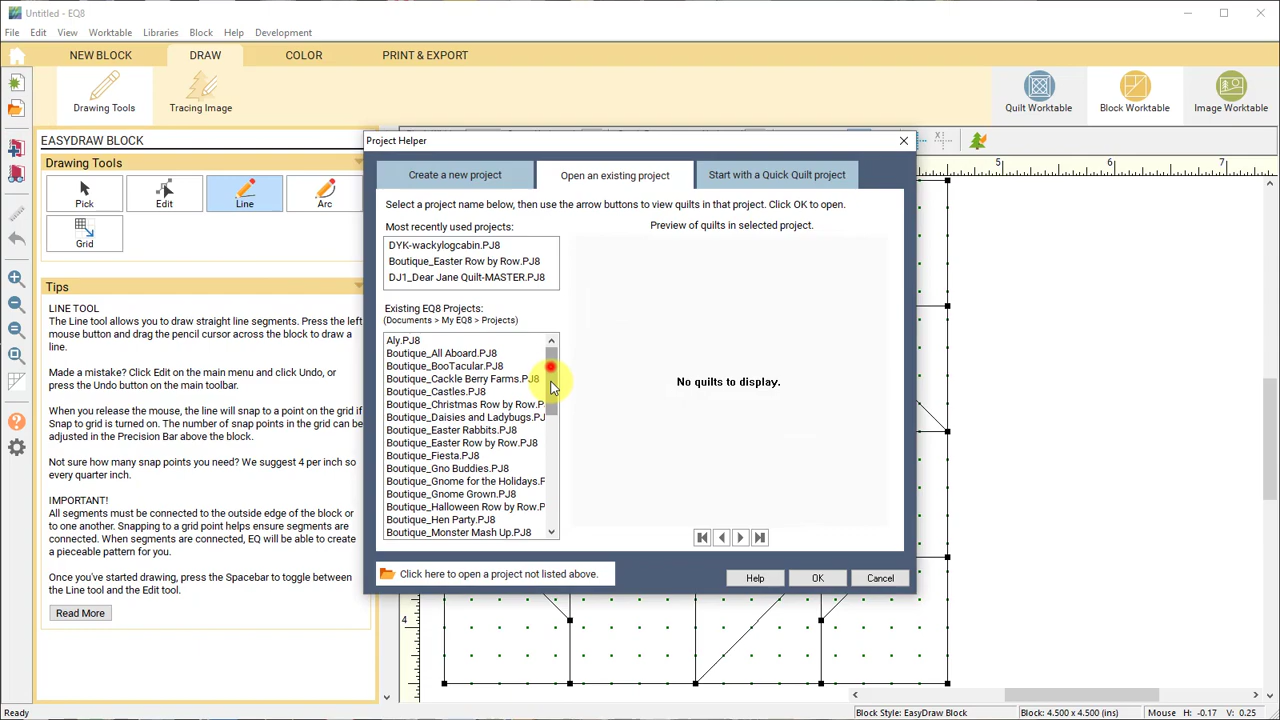 Untitled - EQ8
File Edit View Worktable Libraries Block Help Development
NEW BLOCK DRAW COLOR PRINT & EXPORT
Drawing Tools Tracing Image Quilt Worktable Block Worktable Image Worktable
EASYDRAW BLOCK
Drawing Tools
Pick Edit Line Arc
Grid
Tips
LINE TOOL
The Line tool allows you to draw straight line segments. Press the left
mouse button and drag the pencil cursor across the block to draw a
line.
Made a mistake? Click Edit on the main menu and click Undo, or
press the Undo button on the main toolbar.
When you release the mouse, the line will snap to a point on the grid if
Snap to grid is turned on. The number of snap points in the grid can be
adjusted in the Precision Bar above the block.
Not sure how many snap points you need? We suggest 4 per inch so
every quarter inch.
IMPORTANT!
All segments must be connected to the outside edge of the block or
to one another. Snapping to a grid point helps ensure segments are
connected. When segments are connected, EQ will be able to create
a pieceable pattern for you.
Once you've started drawing, press the Spacebar to toggle between
the Line tool and the Edit tool.
Read More
Project Helper
Create a new project Open an existing project Start with a Quick Quilt project
Select a project name below, then use the arrow buttons to view quilts in that project. Click OK to open.
Most recently used projects:
Preview of quilts in selected project.
DYK-wackylogcabin.PJ8
Boutique_Easter Row by Row.PJ8
DJ1_Dear Jane Quilt-MASTER.PJ8
Existing EQ8 Projects:
(Documents > My EQ8 > Projects)
Aly.PJ8
Boutique_All Aboard.PJ8
Boutique_BooTacular.PJ8
Boutique_Cackle Berry Farms.PJ8
Boutique_Castles.PJ8
Boutique_Christmas Row by Row.P
Boutique_Daisies and Ladybugs.PJ
Boutique_Easter Rabbits.PJ8
Boutique_Easter Row by Row.PJ8
Boutique_Fiesta.PJ8
Boutique_Gno Buddies.PJ8
Boutique_Gnome for the Holidays.F
Boutique_Gnome Grown.PJ8
Boutique_Halloween Row by Row.P
Boutique_Hen Party.PJ8
Boutique_Monster Mash Up.PJ8
No quilts to display.
Click here to open a project not listed above.
Help OK Cancel
5 6 7
4
Ready
Block Style: EasyDraw Block Block: 4.500 x 4.500 (ins) Mouse H: -0.17 V: 0.25